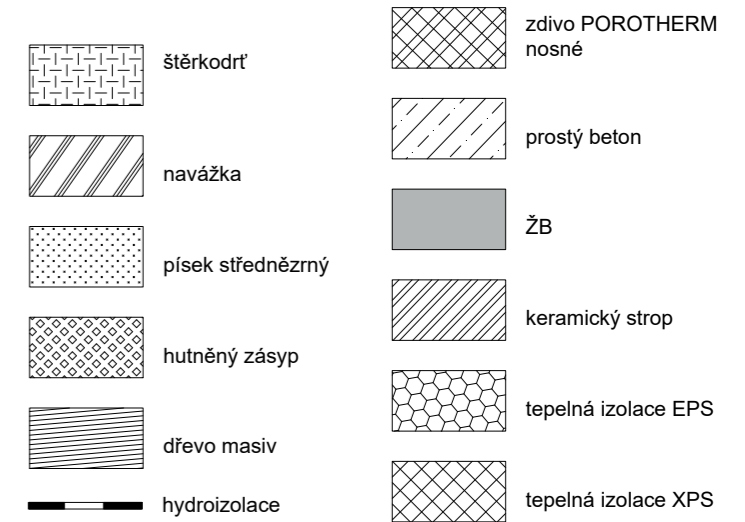 štěrkodrť
navážka
písek střednězrný
hutněný zásyp
dřevo masiv
hydroizolace
zdivo POROTHERM
nosné
prostý beton
ŽB
keramický strop
tepelná izolace EPS
tepelná izolace XPS